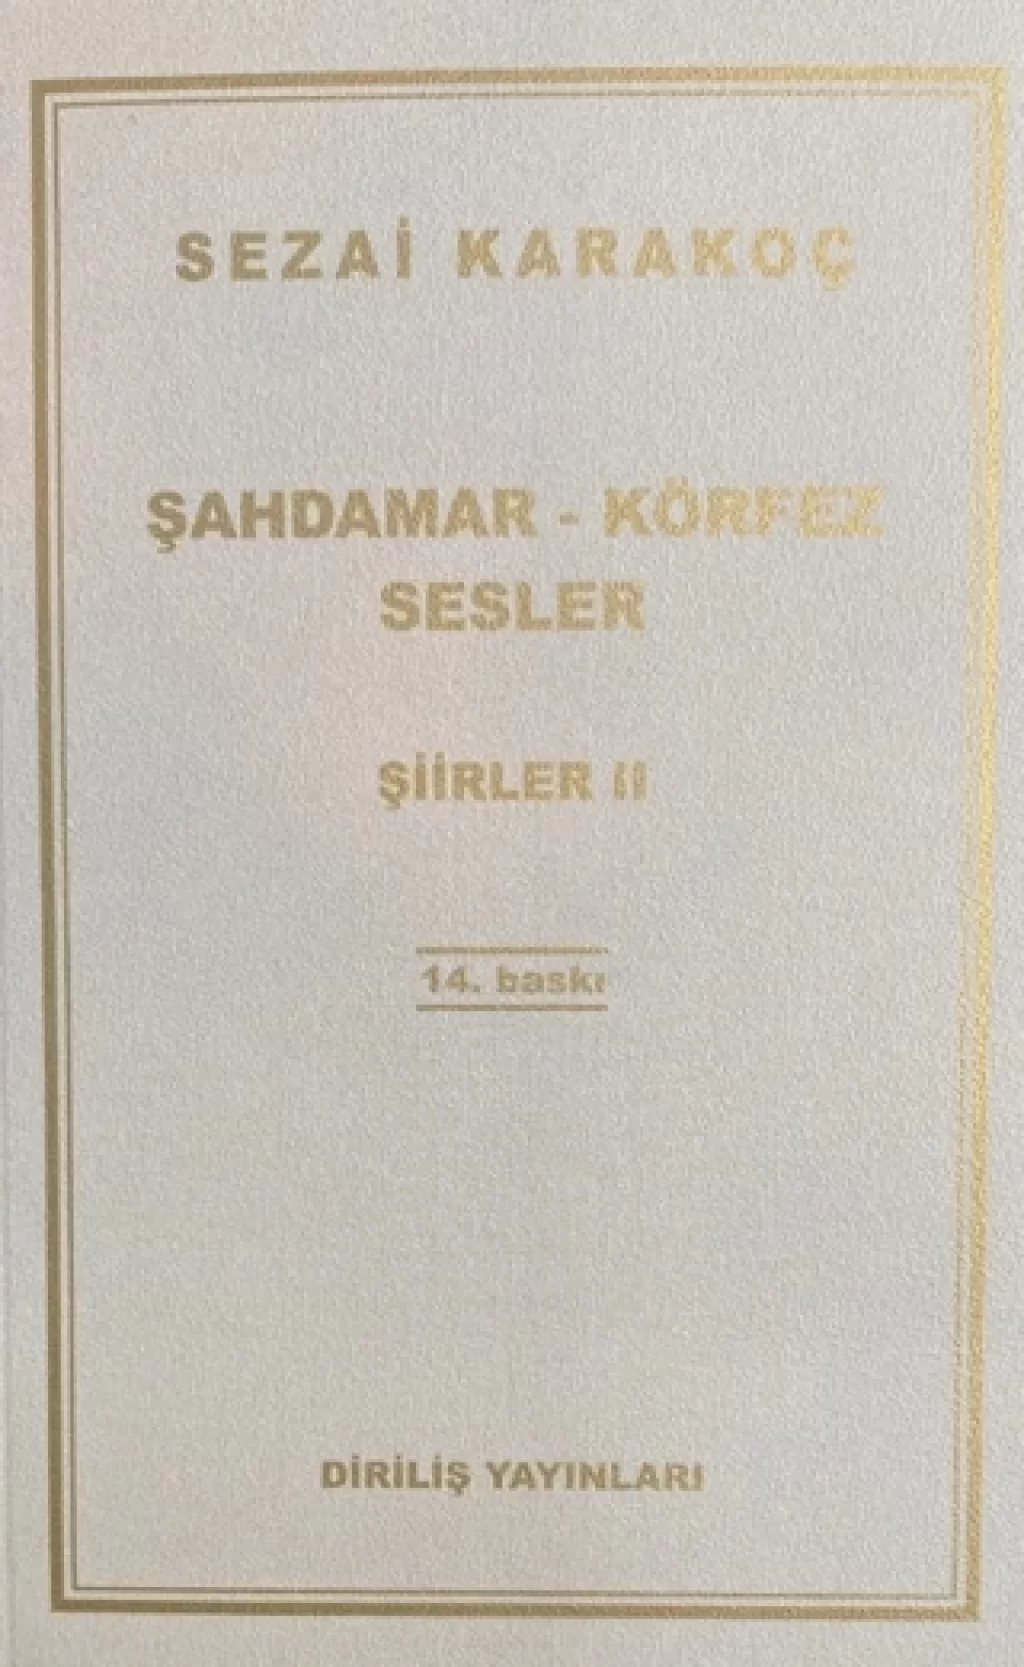 SEZAİ KARAKOÇ
ŞAHDAMAR - KÖRFEZ
SESLER
ŞİİRLER II
14. baskı
DİRİLİŞ YAYINLARI